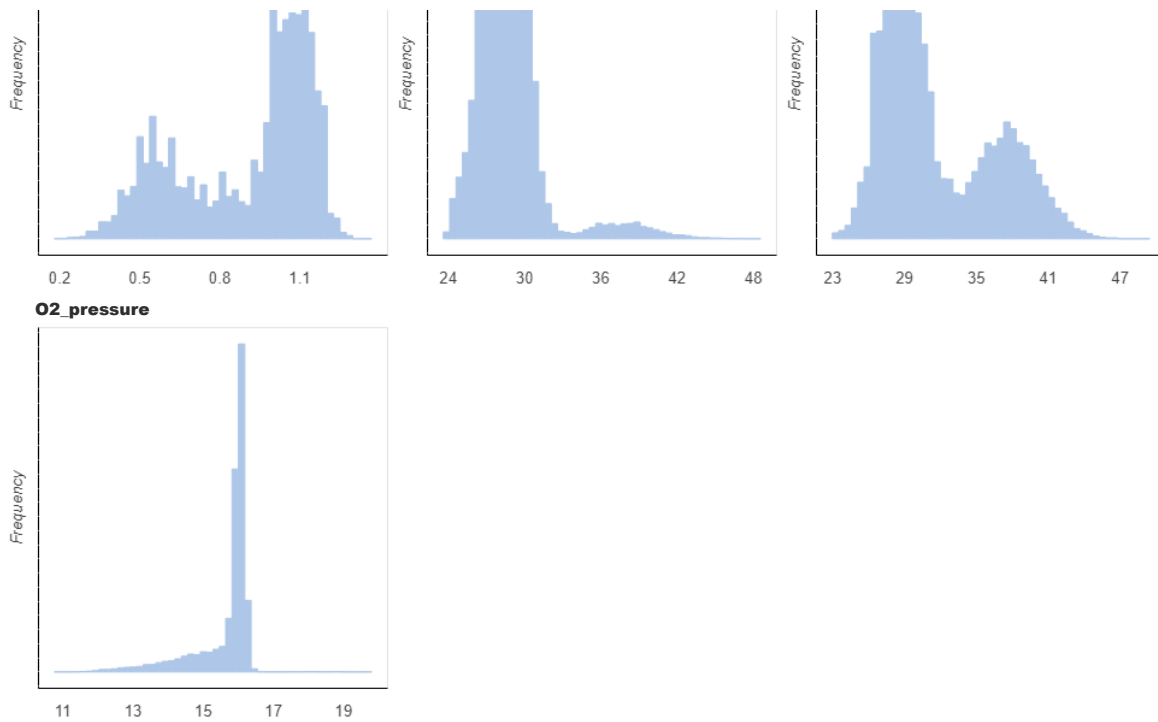 Frequency
Frequency
Frequency
0.2 0.5 0.8 1.1
24 30 36 42 48
23 29 35 41 47
O2_pressure
Frequency
11 13 15 17 19